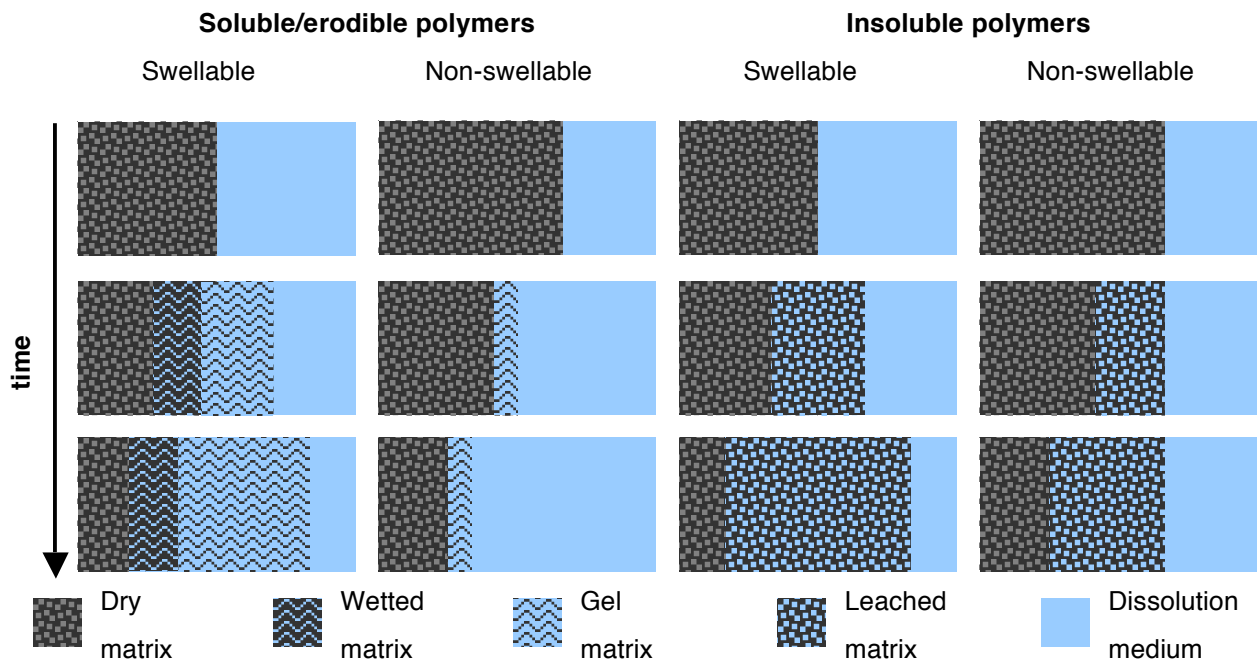 Soluble/erodible polymers
Insoluble polymers
Swellable
Non-swellable
Swellable
Non-swellable
time
Dry
matrix
Wetted
matrix
Gel
matrix
Leached
matrix
Dissolution
medium